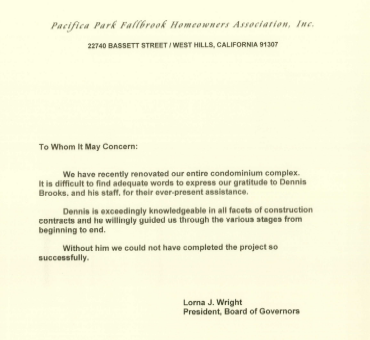 Pacifica Park Fallbrook Homeowners Association, Inc.
22740 BASSETT STREET / WEST HILLS, CALIFORNIA 91307
To Whom It May Concern:
We have recently renovated our entire condominium complex.
It is difficult to find adequate words to express our gratitude to Dennis
Brooks. and his staff, for their ever-present assistance.
Dennis is exceedingly knowledgeable in all facets of construction
contracts and he willingly guided us through the various stages from
beginning to end.
Without him we could not have completed the project so
successfully.
Lorna J. Wright
President, Board of Governors